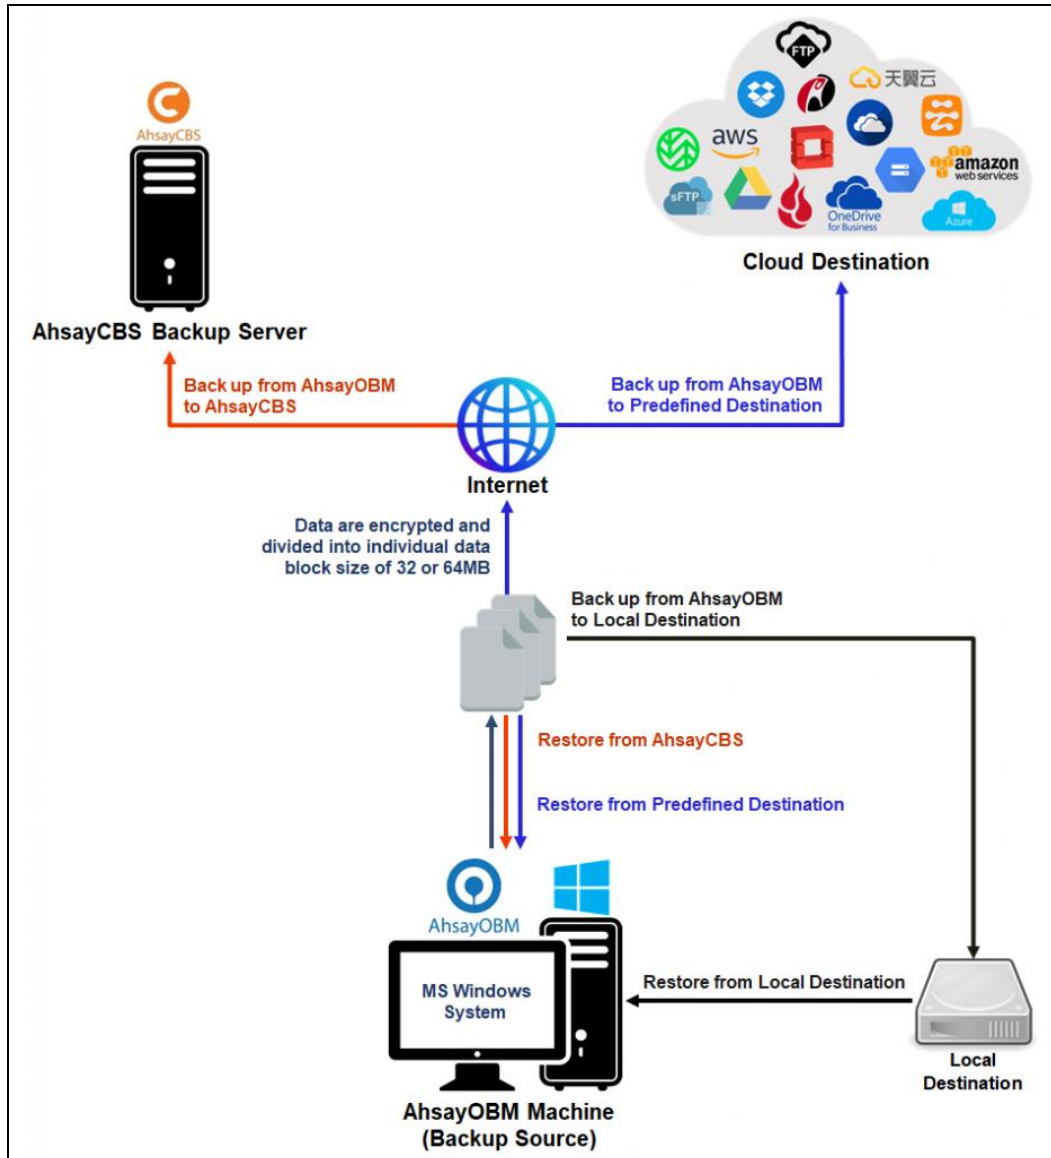 FTP
天翼云
AhsayCBS
aws
amazon
web services
sFTP
OneDrive
for Business
Azure
Cloud Destination
AhsayCBS Backup Server
Back up from AhsayOBM
to AhsayCBS
Back up from AhsayOBM
to Predefined Destination
Internet
Data are encrypted and
divided into individual data
block size of 32 or 64MB
Back up from AhsayOBM
to Local Destination
Restore from AhsayCBS
Restore from Predefined Destination
AhsayOBM
MS Windows
System
Restore from Local Destination
Local
Destination
AhsayOBM Machine
(Backup Source)